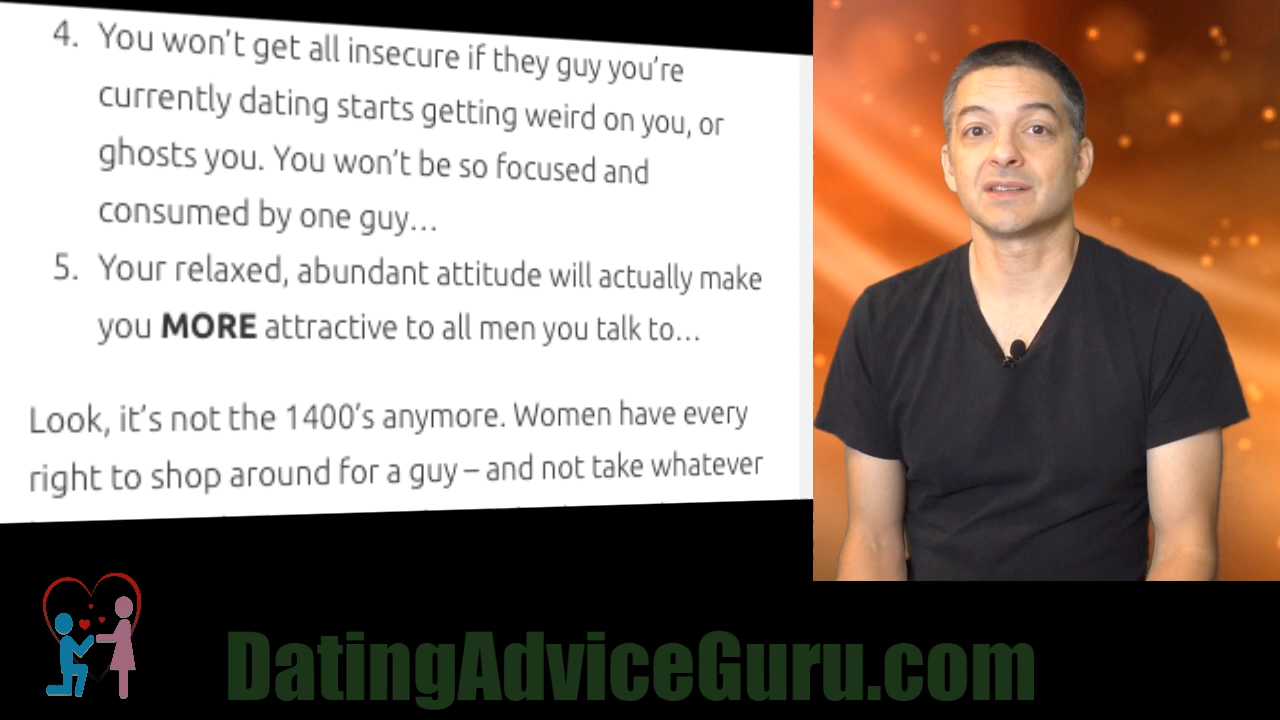 4. You won't get all insecure if they guy you're
currently dating starts getting weird on you, or
ghosts you. You won't be so focused and
consumed by one guy...
5. Your relaxed, abundant attitude will actually make
you MORE attractive to all men you talk to...
Look, it's not the 1400's anymore. Women have every
right to shop around for a guy – and not take whatever
DatingAdviceGuru.com